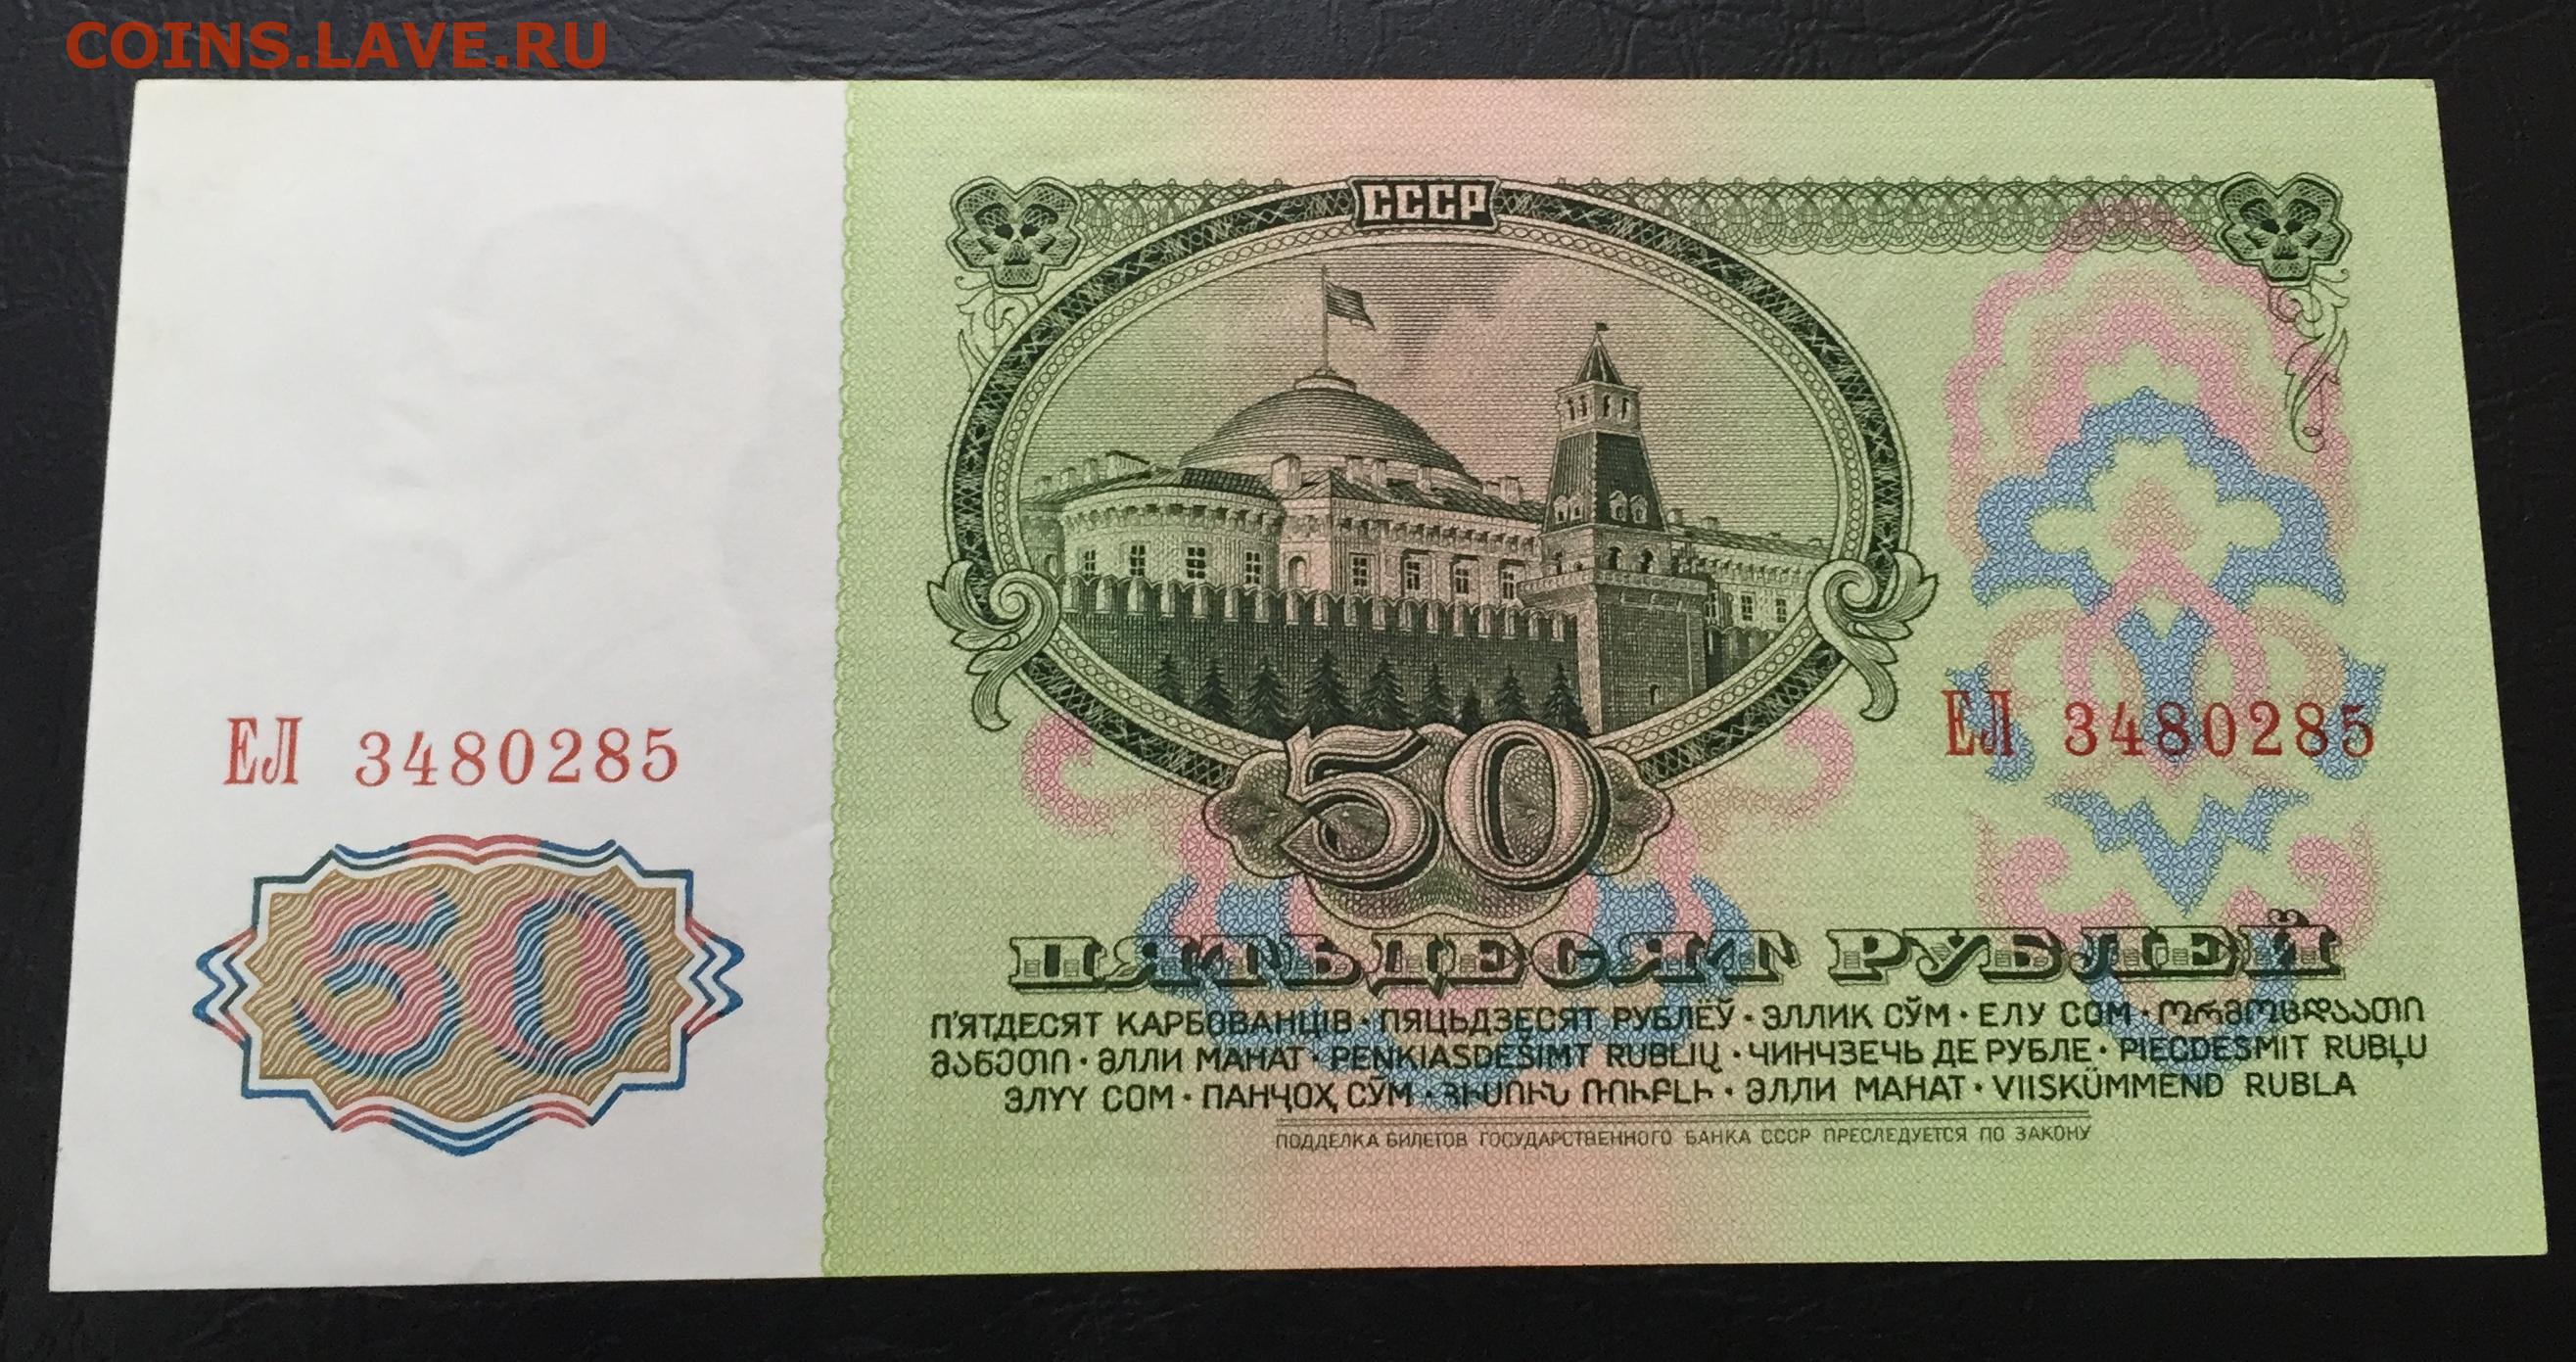 COINS.LAVE.RU
СССР
ЕЛ 3480285
ЕЛ 3480285
50
50
ПЯТЬДЕСЯТ РУБЛЕЙ
П'ЯТДЕСЯТ КАРБОВАНЦІВ · ПЯЦЬДЗЕСЯТ РУБЛЁЎ · ЭЛЛИК СЎМ · ЕЛУ СОМ · ორმოცდაათი
მანეთი · ӘЛЛИ МАНАТ · PENKIASDEŠIMT RUBLIŲ · ЧИНЧЗЕЧЬ ДЕ РУБЛЕ · PIECDESMIT RUBĻU
ЭЛҮҮ СОМ · ПАНҶОҲ СӮМ · ՅԻՍՈՒՆ ՌՈՒԲԼԻ · ЭЛЛИ МАНАТ · VIISKÜMMEND RUBLA
ПОДДЕЛКА БИЛЕТОВ ГОСУДАРСТВЕННОГО БАНКА СССР ПРЕСЛЕДУЕТСЯ ПО ЗАКОНУ